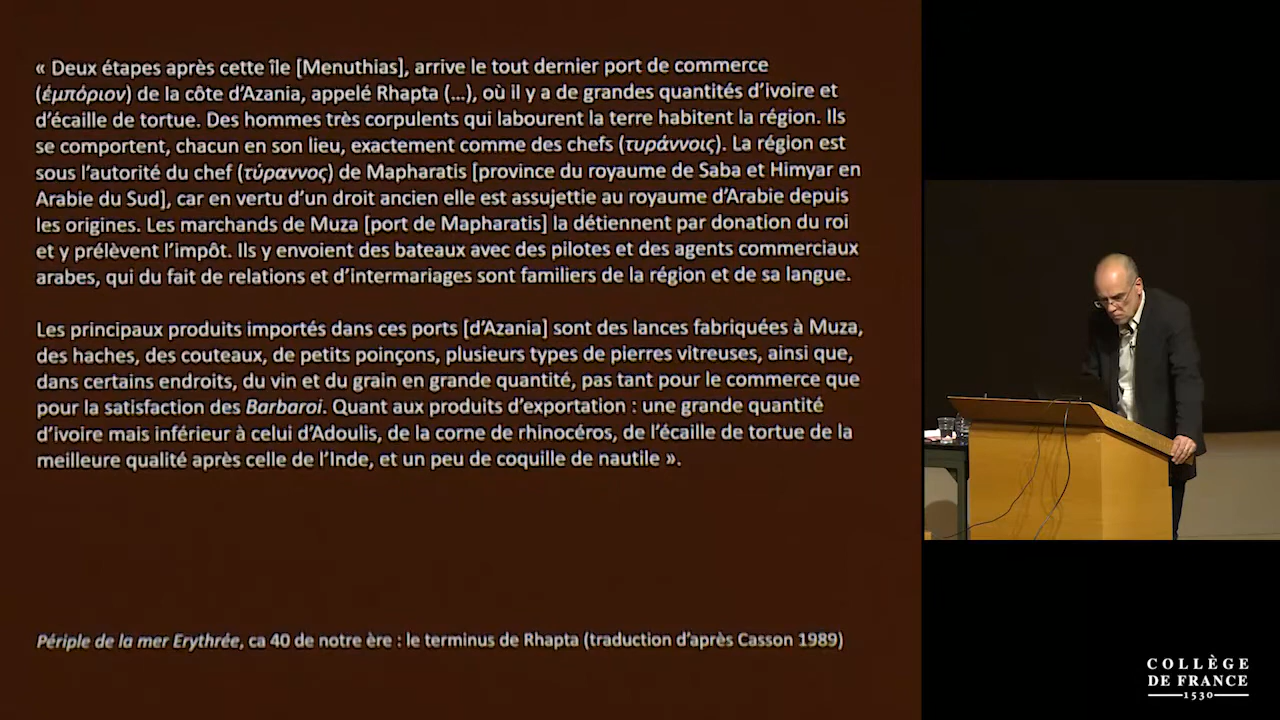 « Deux étapes après cette île [Menuthias], arrive le tout dernier port de commerce
(ἐμπόριον) de la côte d’Azania, appelé Rhapta (…), où il y a de grandes quantités d’ivoire et
d’écaille de tortue. Des hommes très corpulents qui labourent la terre habitent la région. Ils
se comportent, chacun en son lieu, exactement comme des chefs (τυράννοις). La région est
sous l’autorité du chef (τύραννος) de Mapharatis [province du royaume de Saba et Himyar en
Arabie du Sud], car en vertu d’un droit ancien elle est assujettie au royaume d’Arabie depuis
les origines. Les marchands de Muza [port de Mapharatis] la détiennent par donation du roi
et y prélèvent l’impôt. Ils y envoient des bateaux avec des pilotes et des agents commerciaux
arabes, qui du fait de relations et d’intermariages sont familiers de la région et de sa langue.
Les principaux produits importés dans ces ports [d’Azania] sont des lances fabriquées à Muza,
des haches, des couteaux, de petits poinçons, plusieurs types de pierres vitreuses, ainsi que,
dans certains endroits, du vin et du grain en grande quantité, pas tant pour le commerce que
pour la satisfaction des Barbaroi. Quant aux produits d’exportation : une grande quantité
d’ivoire mais inférieur à celui d’Adoulis, de la corne de rhinocéros, de l’écaille de tortue de la
meilleure qualité après celle de l’Inde, et un peu de coquille de nautile ».
Périple de la mer Erythrée, ca 40 de notre ère : le terminus de Rhapta (traduction d’après Casson 1989)
COLLÈGE
DE FRANCE
1530